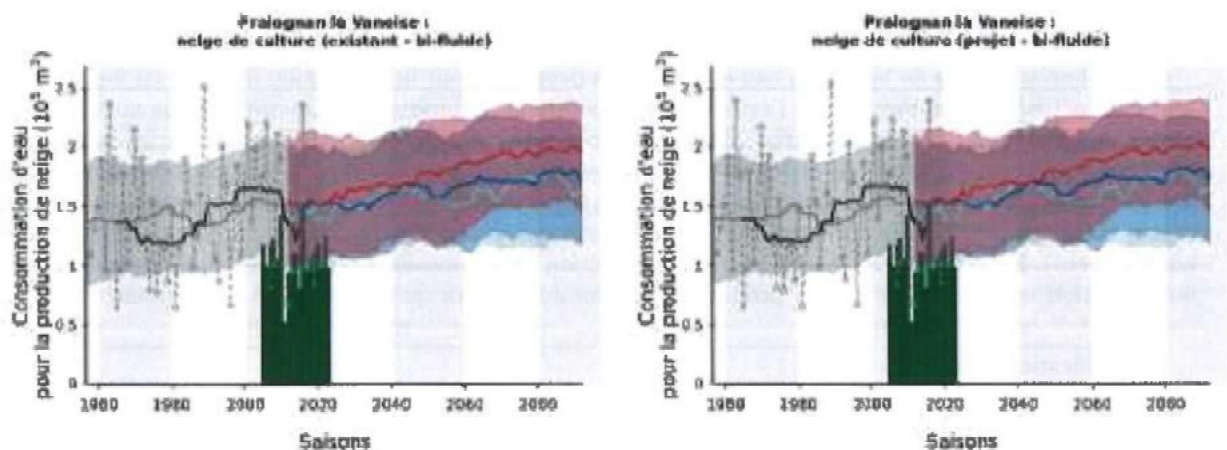 Pralognan la Vanoise :
neige de culture (existant - bi-fluide)
Consommation d'eau
pour la production de neige (10⁵ m³)
2.5
2
1.5
1
0.5
0
1960 1980 2000 2020 2040 2060 2080
Saisons
Pralognan la Vanoise :
neige de culture (projet - bi-fluide)
Consommation d'eau
pour la production de neige (10⁵ m³)
2.5
2
1.5
1
0.5
0
1960 1980 2000 2020 2040 2060 2080
Saisons